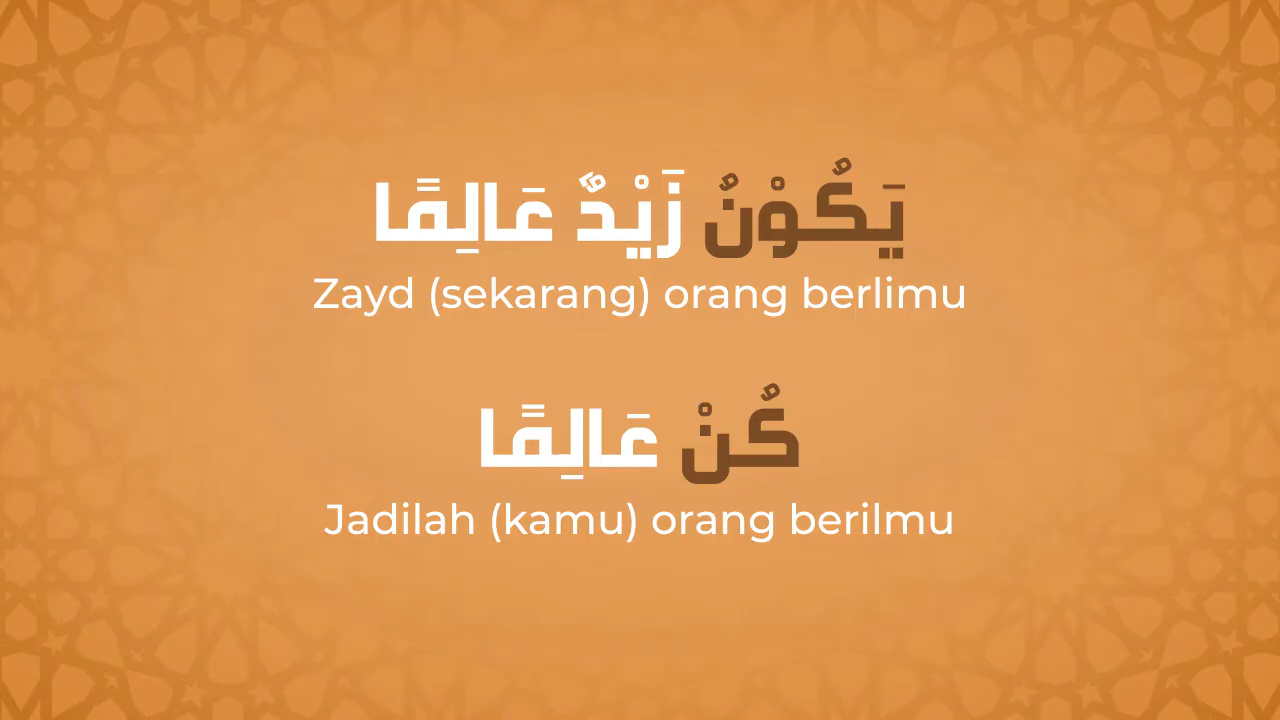 يَكُوْنُ زَيْدٌ عَالِمًا
Zayd (sekarang) orang berlimu
كُنْ عَالِمًا
Jadilah (kamu) orang berilmu